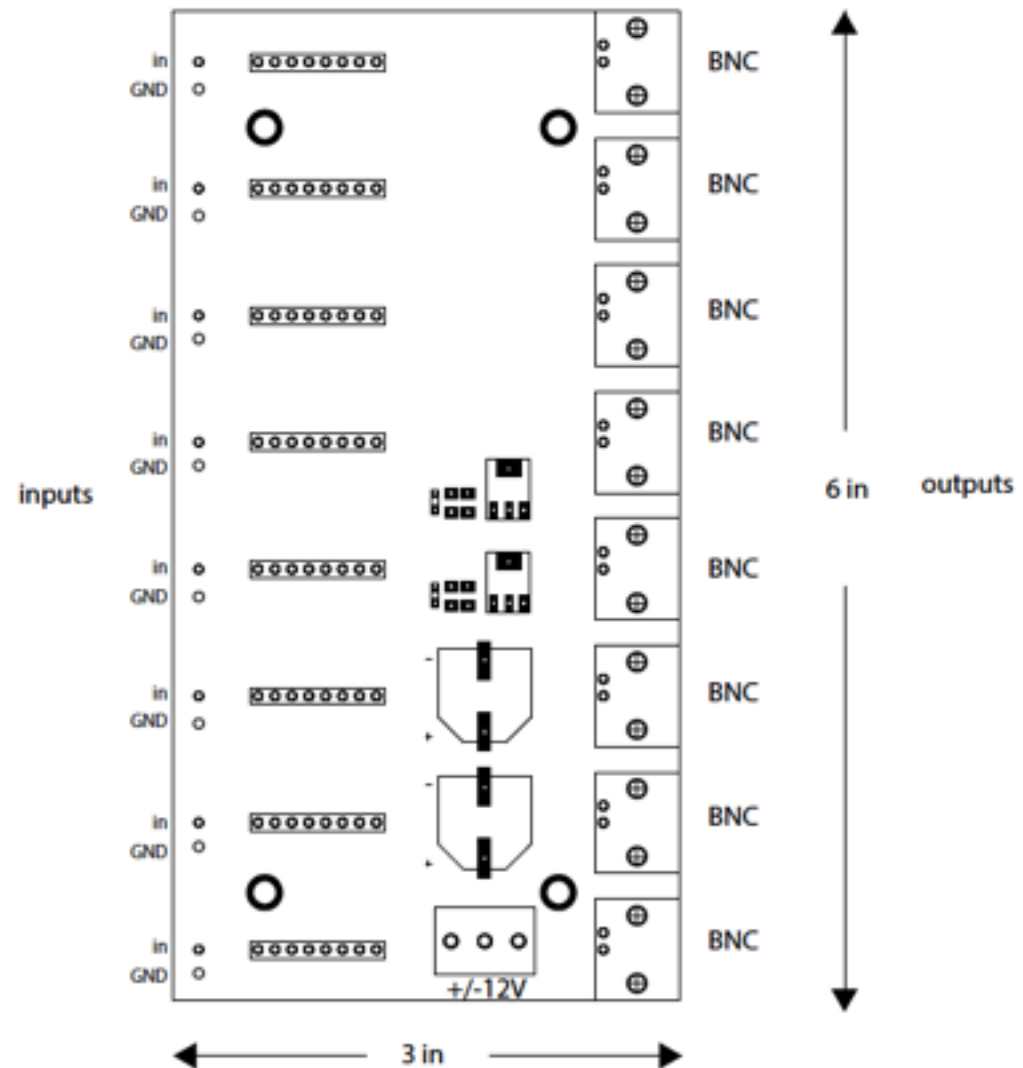 in
GND
BNC
in
GND
BNC
in
GND
BNC
in
GND
BNC
inputs
6 in
outputs
in
GND
BNC
-
in
GND
BNC
+
-
in
GND
BNC
+
in
GND
BNC
+/-12V
3 in